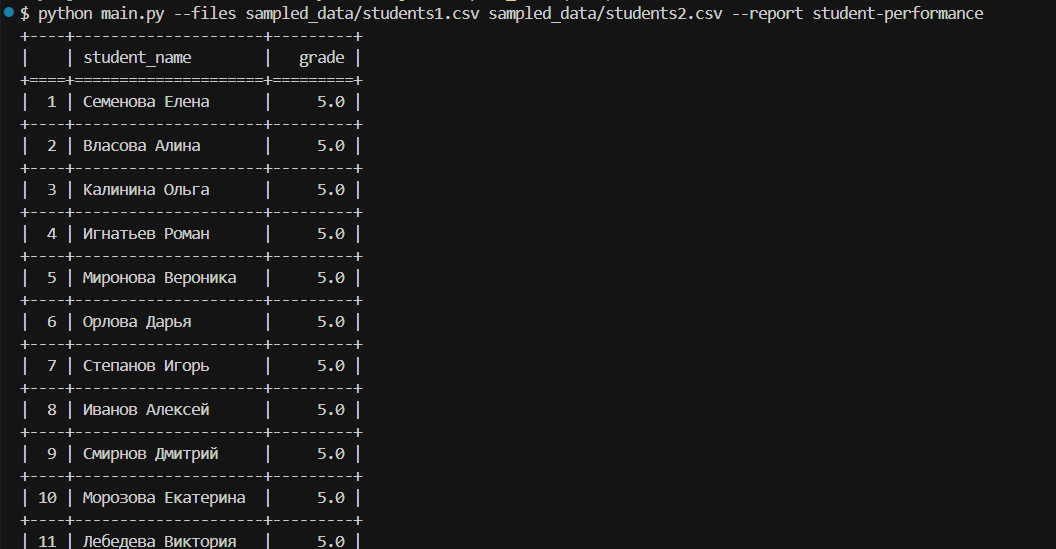 $ python main.py --files sampled_data/students1.csv sampled_data/students2.csv --report student-performance
+----+---------------------+---------+
|    | student_name        |   grade |
+====+=====================+=========+
|  1 | Семенова Елена      |     5.0 |
+----+---------------------+---------+
|  2 | Власова Алина       |     5.0 |
+----+---------------------+---------+
|  3 | Калинина Ольга      |     5.0 |
+----+---------------------+---------+
|  4 | Игнатьев Роман      |     5.0 |
+----+---------------------+---------+
|  5 | Миронова Вероника   |     5.0 |
+----+---------------------+---------+
|  6 | Орлова Дарья        |     5.0 |
+----+---------------------+---------+
|  7 | Степанов Игорь      |     5.0 |
+----+---------------------+---------+
|  8 | Иванов Алексей      |     5.0 |
+----+---------------------+---------+
|  9 | Смирнов Дмитрий     |     5.0 |
+----+---------------------+---------+
| 10 | Морозова Екатерина  |     5.0 |
+----+---------------------+---------+
| 11 | Лебедева Виктория   |     5.0 |